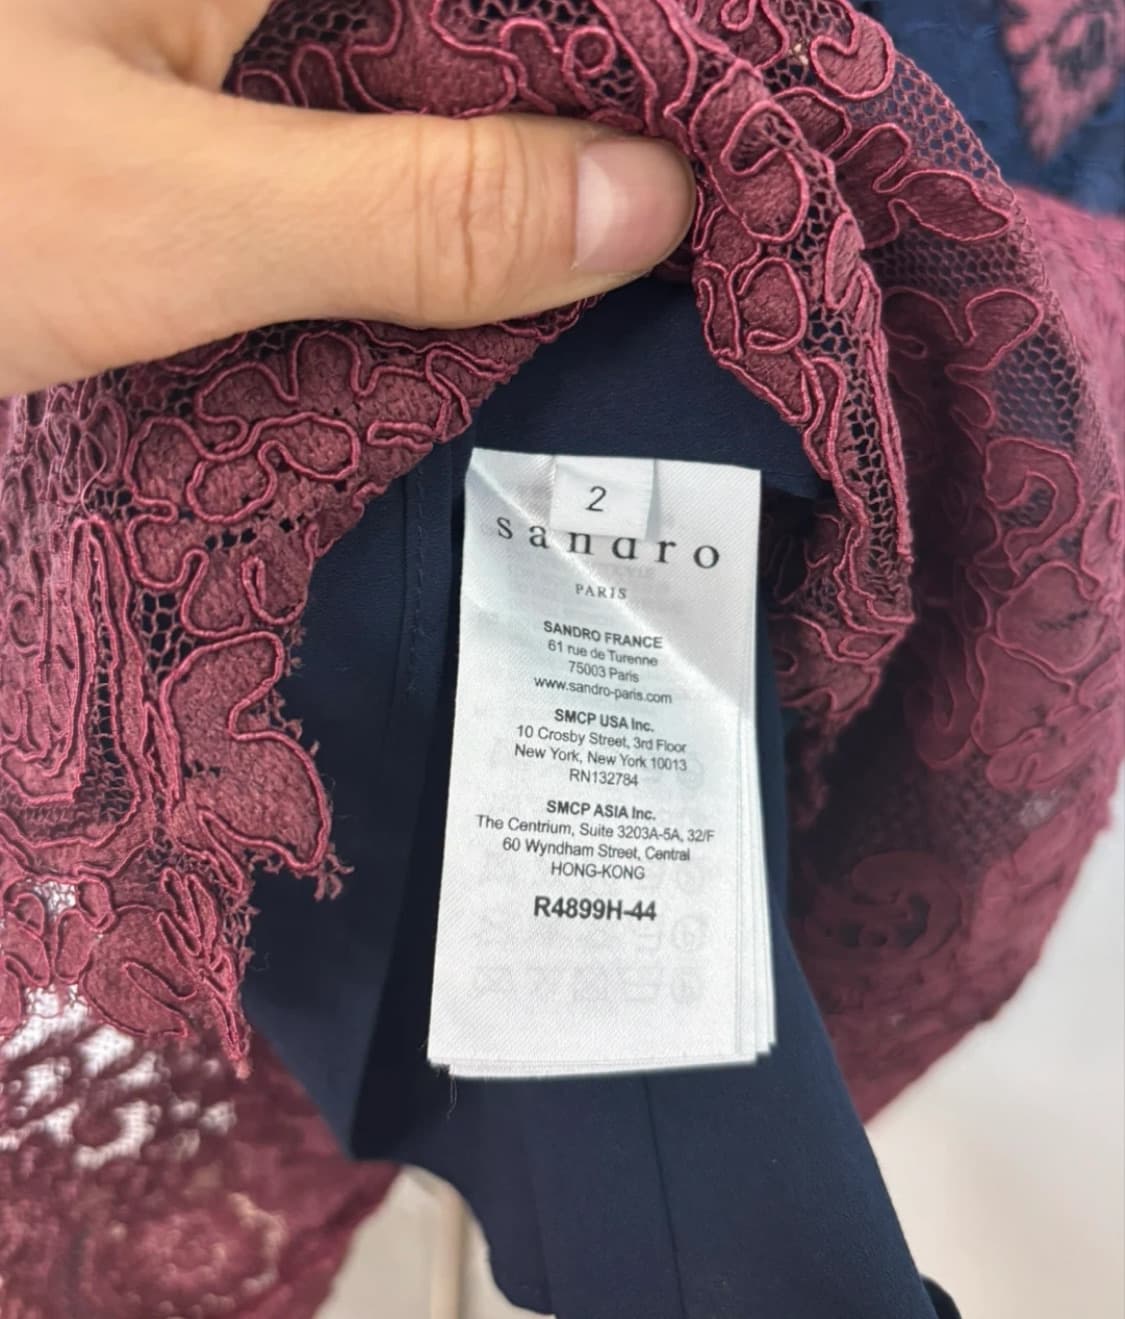 2
sandro
PARIS
SANDRO FRANCE
61 rue de Turenne
75003 Paris
www.sandro-paris.com
SMCP USA Inc.
10 Crosby Street, 3rd Floor
New York, New York 10013
RN132784
SMCP ASIA Inc.
The Centrium, Suite 3203A-5A, 32/F
60 Wyndham Street, Central
HONG-KONG
R4899H-44